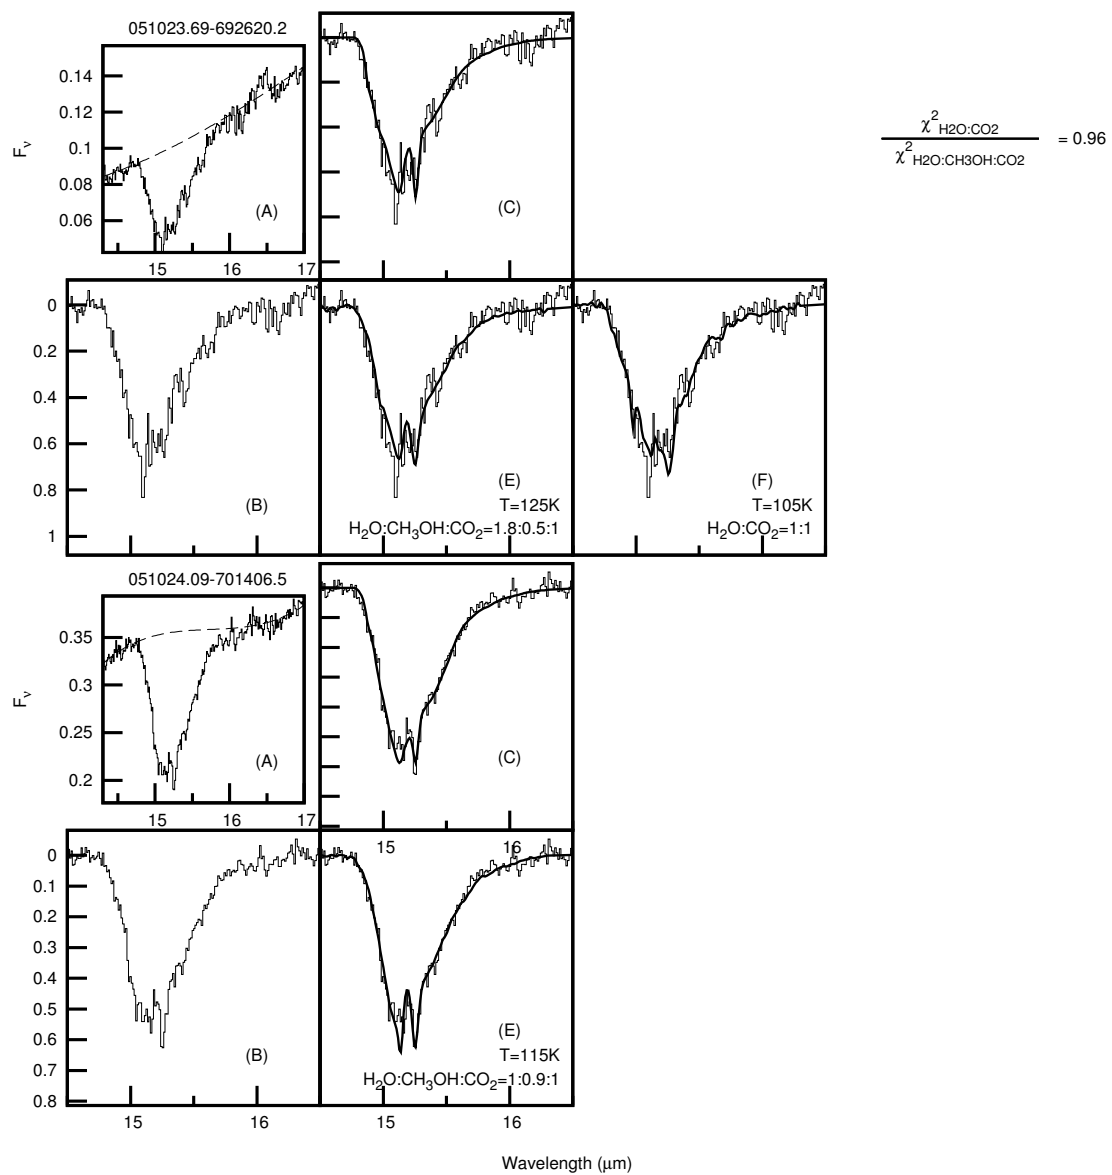 051023.69-692620.2
χ²H2O:CO2
χ²H2O:CH3OH:CO2
= 0.96
Fν
0.14
0.12
0.1
0.08
0.06
(A)
(C)
15 16 17
0
0.2
0.4
0.6
0.8
1
(B)
(E)
T=125K
H₂O:CH₃OH:CO₂=1.8:0.5:1
(F)
T=105K
H₂O:CO₂=1:1
051024.09-701406.5
Fν
0.35
0.3
0.25
0.2
(A)
(C)
15 16 17
15 16
0
0.1
0.2
0.3
0.4
0.5
0.6
0.7
0.8
(B)
(E)
T=115K
H₂O:CH₃OH:CO₂=1:0.9:1
15 16 15 16
Wavelength (μm)